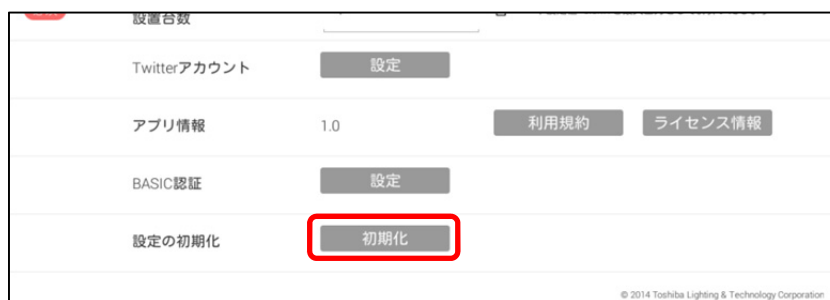 設置台数
Twitterアカウント 設定
アプリ情報 1.0 利用規約 ライセンス情報
BASIC認証 設定
設定の初期化 初期化
© 2014 Toshiba Lighting & Technology Corporation